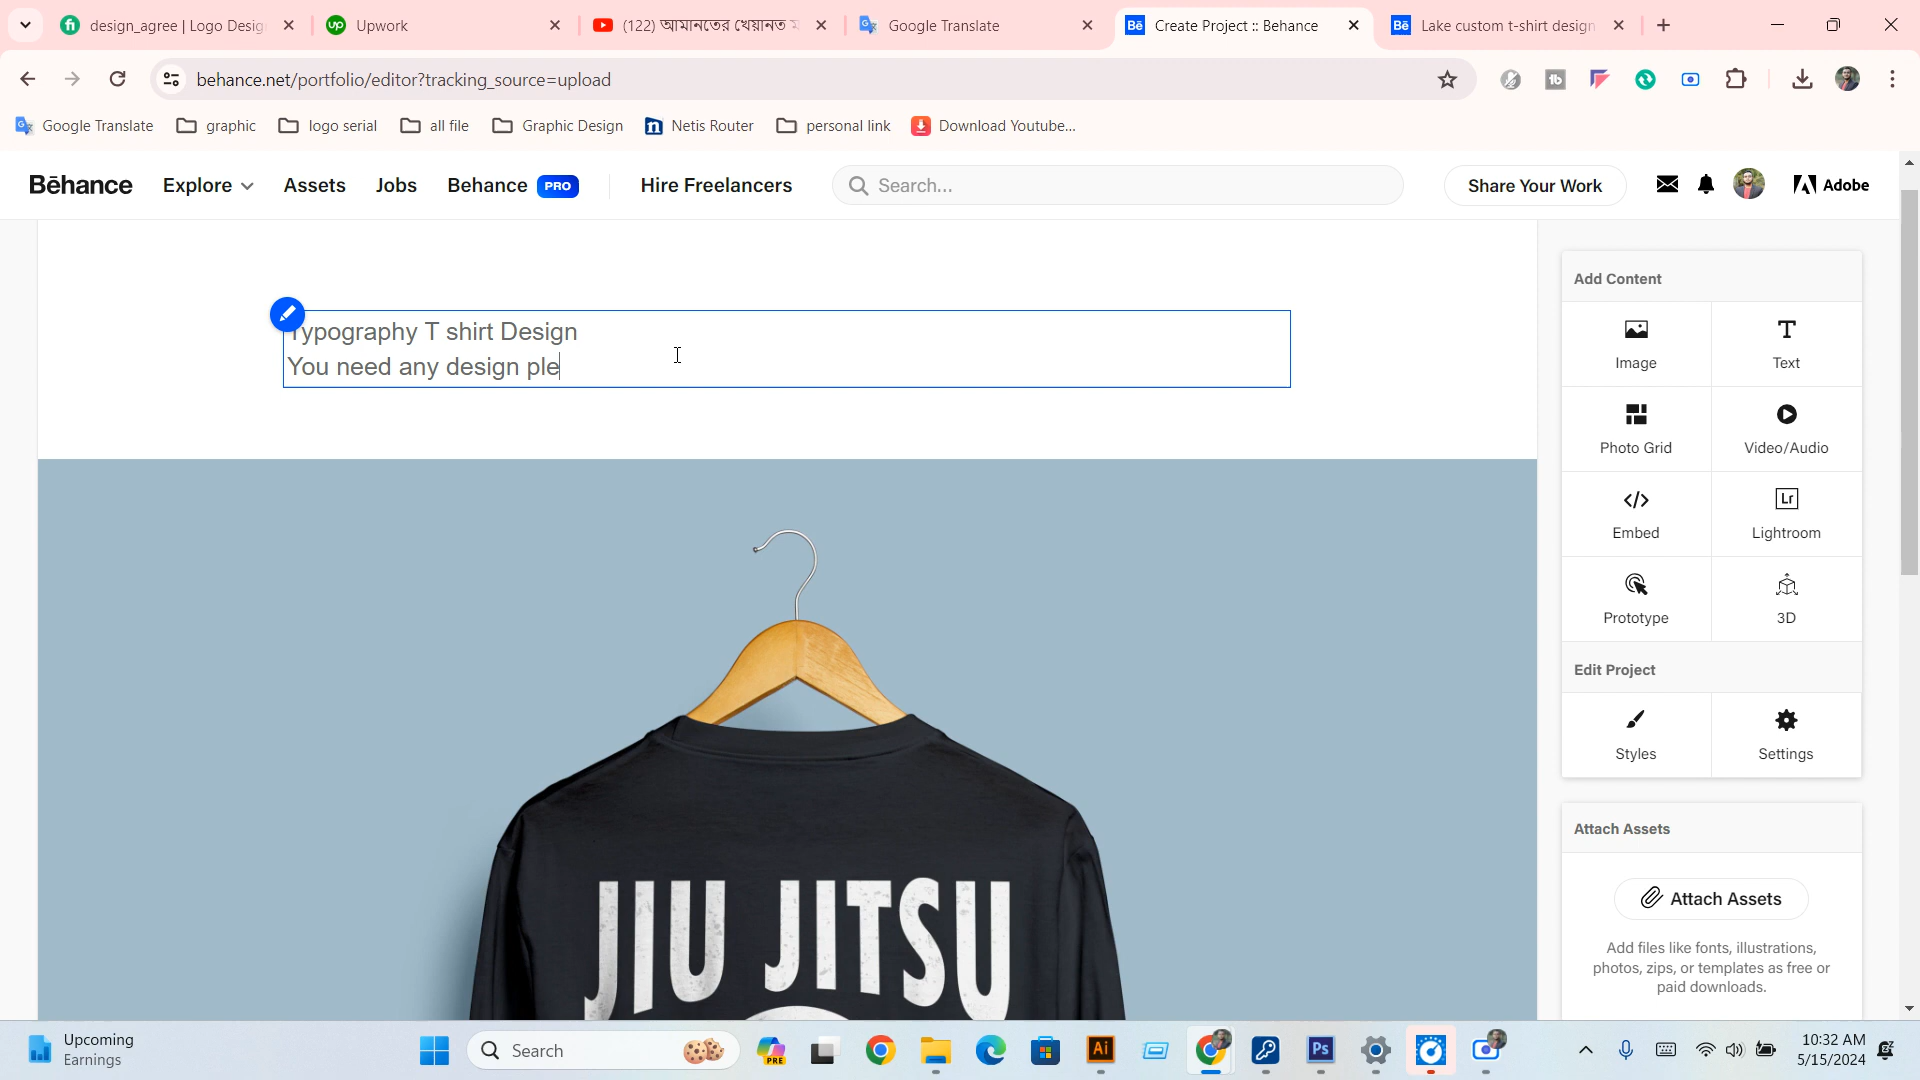 design_agree | Logo Desig
Upwork
(122) আমানতের খেয়ানত
Google Translate
Create Project :: Behance
Lake custom t-shirt design
behance.net/portfolio/editor?tracking_source=upload
Google Translate
graphic
logo serial
all file
Graphic Design
Netis Router
personal link
Download Youtube...
Bēhance
Explore
Assets
Jobs
Behance PRO
Hire Freelancers
Search...
Share Your Work
Adobe
Typography T shirt Design
You need any design ple
JIU JITSU
Add Content
Image
Text
Photo Grid
Video/Audio
Embed
Lr
Lightroom
Prototype
3D
Edit Project
Styles
Settings
Attach Assets
Attach Assets
Add files like fonts, illustrations,
photos, zips, or templates as free or
paid downloads.
Upcoming
Earnings
Search
PRE
Ai
Ps
10:32 AM
5/15/2024